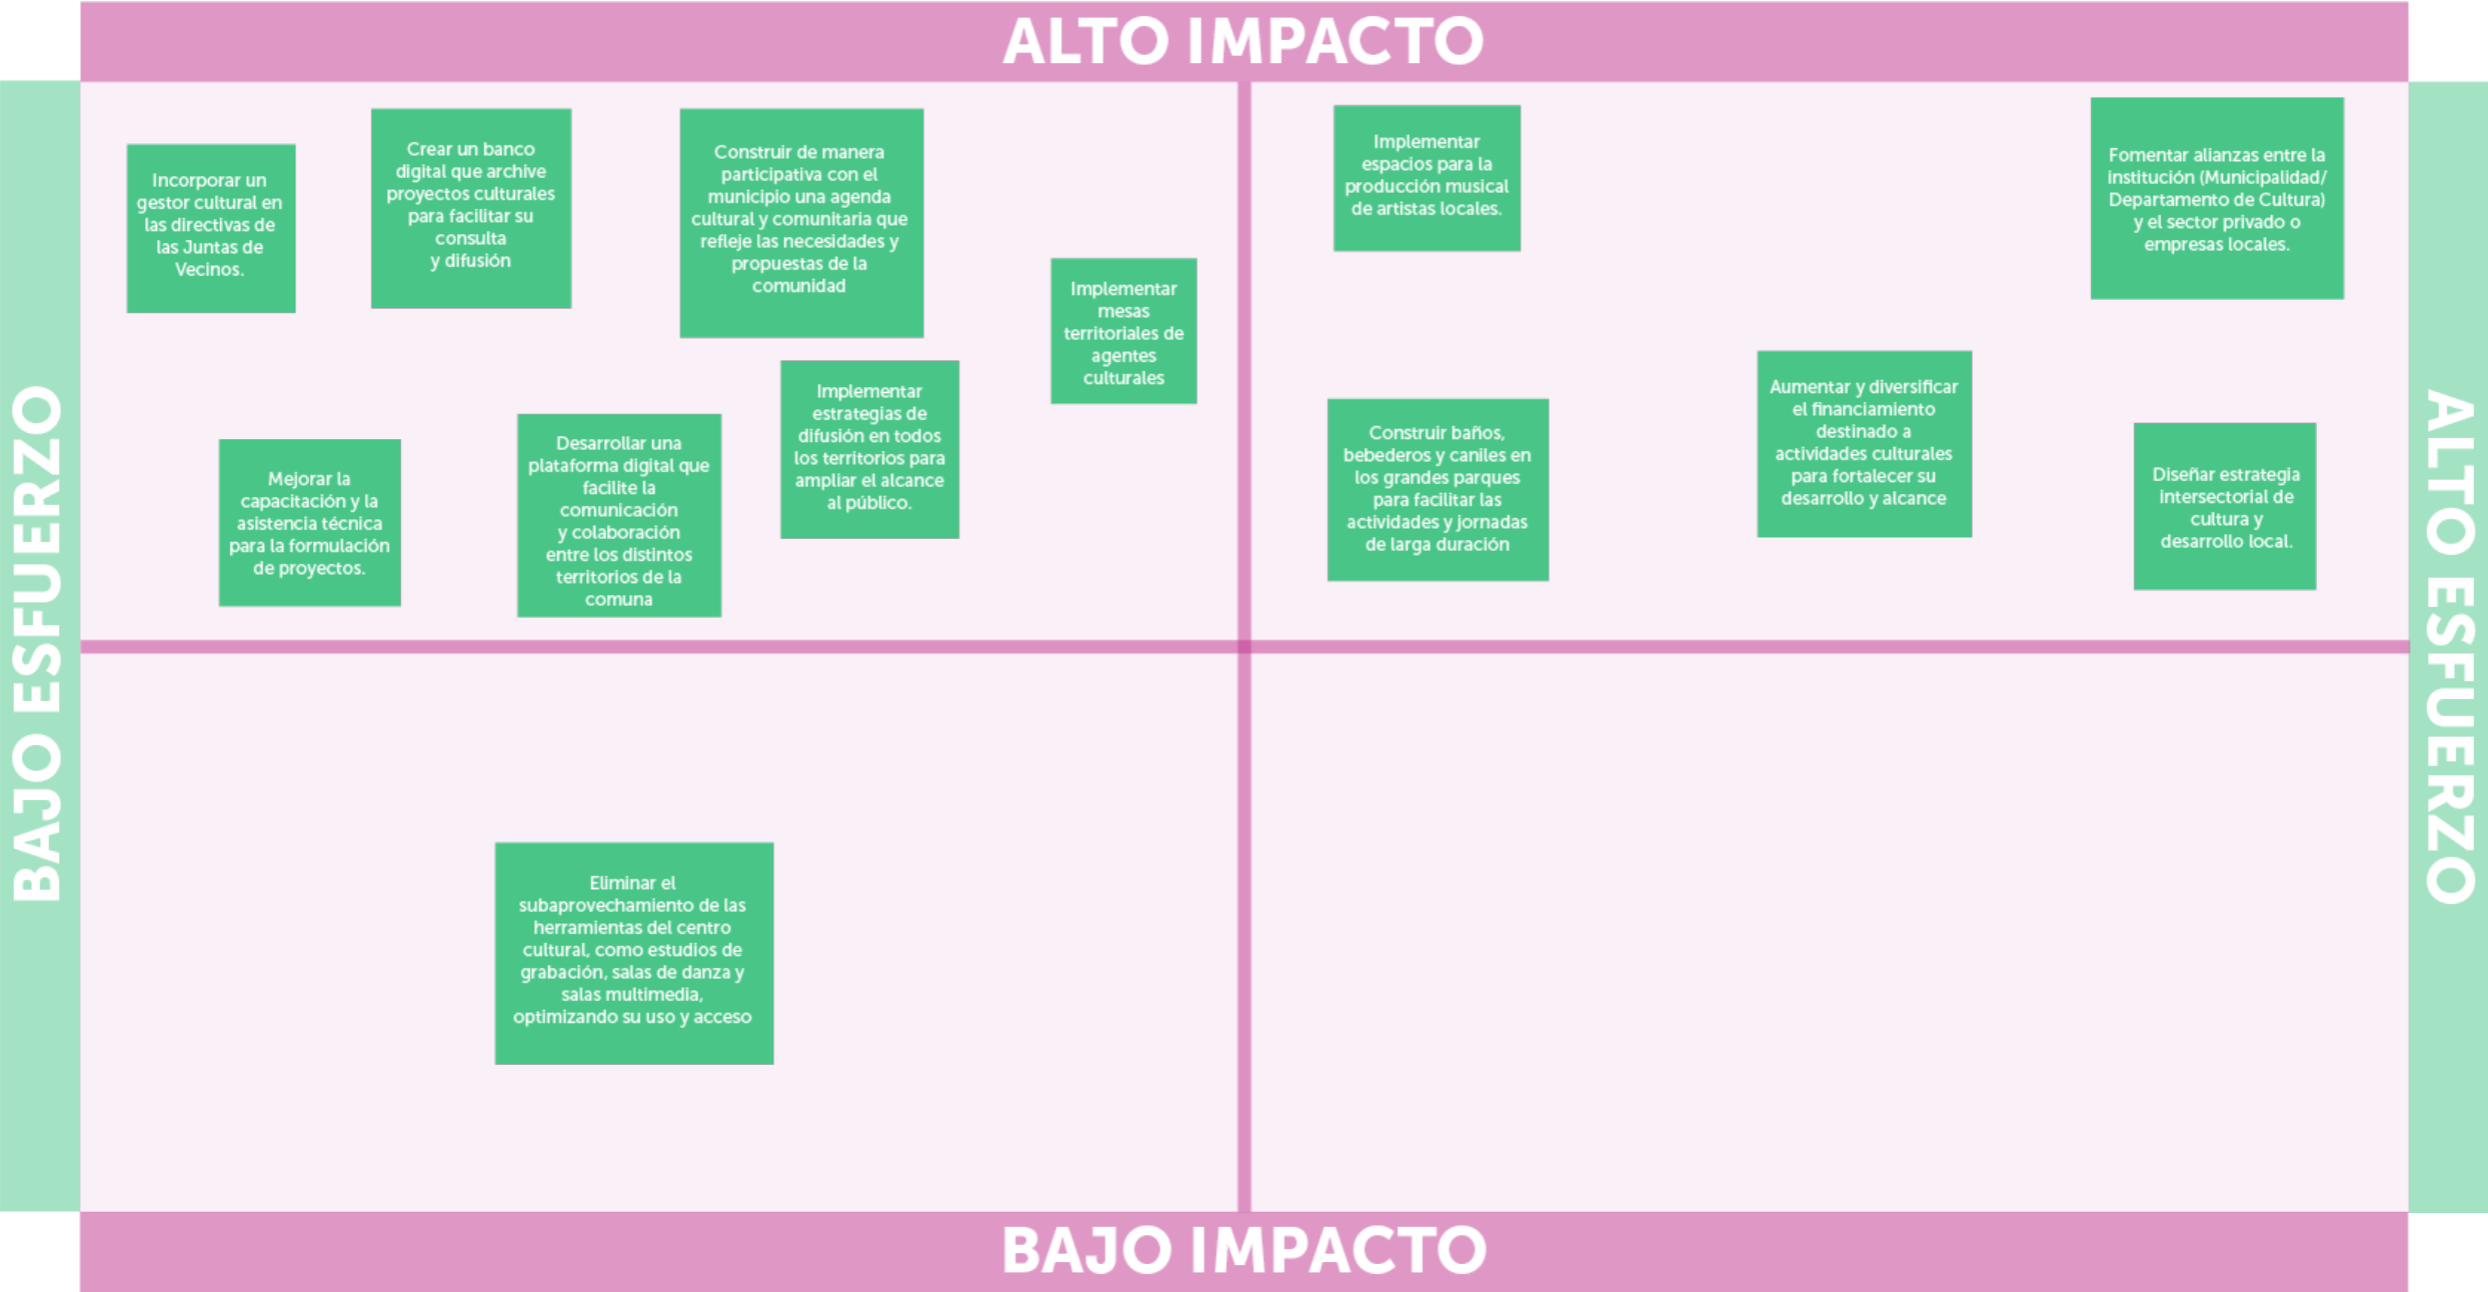 ALTO IMPACTO
BAJO ESFUERZO
Incorporar un
gestor cultural en
las directivas de
las Juntas de
Vecinos.
Crear un banco
digital que archive
proyectos culturales
para facilitar su
consulta
y difusión
Construir de manera
participativa con el
municipio una agenda
cultural y comunitaria que
refleje las necesidades y
propuestas de la
comunidad
Implementar
mesas
territoriales de
agentes
culturales
Mejorar la
capacitación y la
asistencia técnica
para la formulación
de proyectos.
Desarrollar una
plataforma digital que
facilite la
comunicación
y colaboración
entre los distintos
territorios de la
comuna
Implementar
estrategias de
difusión en todos
los territorios para
ampliar el alcance
al público.
Implementar
espacios para la
producción musical
de artistas locales.
Fomentar alianzas entre la
institución (Municipalidad/
Departamento de Cultura)
y el sector privado o
empresas locales.
Construir baños,
bebederos y caniles en
los grandes parques
para facilitar las
actividades y jornadas
de larga duración
Aumentar y diversificar
el financiamiento
destinado a
actividades culturales
para fortalecer su
desarrollo y alcance
Diseñar estrategia
intersectorial de
cultura y
desarrollo local.
ALTO ESFUERZO
Eliminar el
subaprovechamiento de las
herramientas del centro
cultural, como estudios de
grabación, salas de danza y
salas multimedia,
optimizando su uso y acceso
BAJO IMPACTO